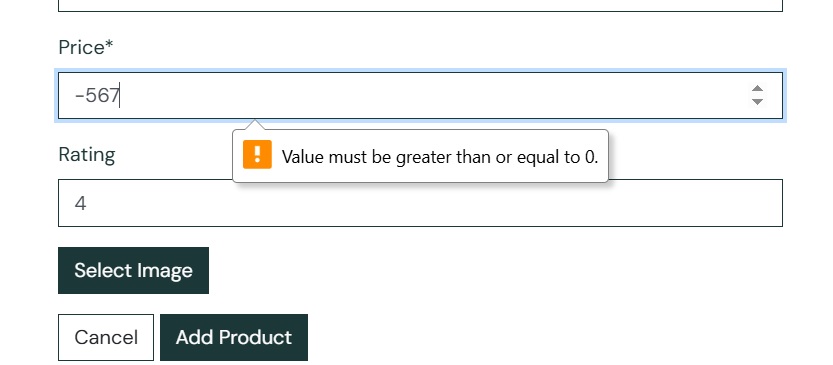 Price*
-567
Value must be greater than or equal to 0.
Rating
4
Select Image
Cancel
Add Product